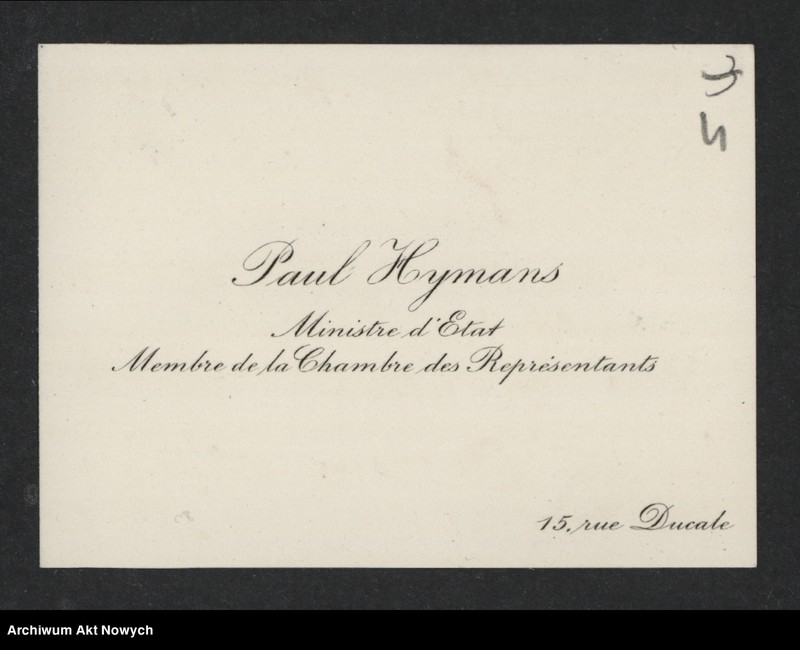 Paul Hymans
Ministre d'Etat
Membre de la Chambre des Représentants
15, rue Ducale
Archiwum Akt Nowych